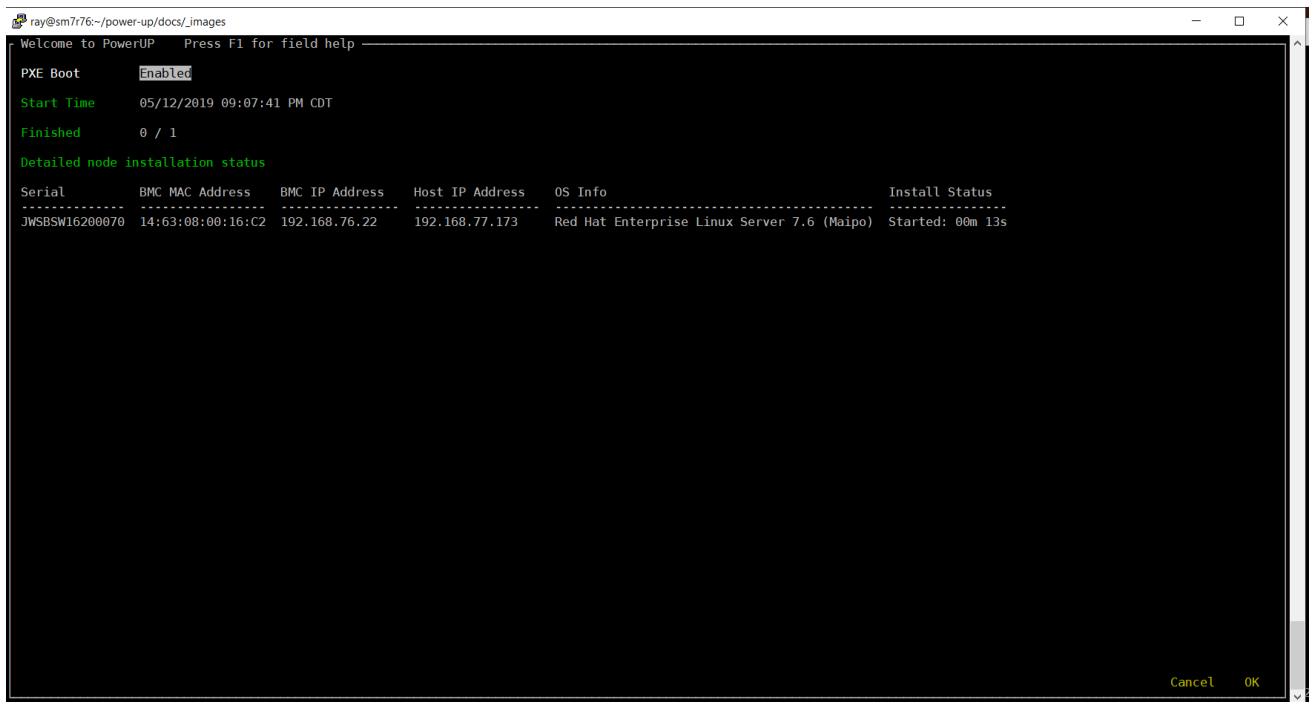 ray@sm7r76:~/power-up/docs/_images
Welcome to PowerUP    Press F1 for field help
PXE Boot        Enabled
Start Time      05/12/2019 09:07:41 PM CDT
Finished        0 / 1
Detailed node installation status
Serial          BMC MAC Address    BMC IP Address    Host IP Address    OS Info                                      Install Status
--------------  -----------------  ----------------  -----------------  -------------------------------------------  ----------------
JWSBSW16200070  14:63:08:00:16:C2  192.168.76.22     192.168.77.173     Red Hat Enterprise Linux Server 7.6 (Maipo)  Started: 00m 13s
Cancel    OK